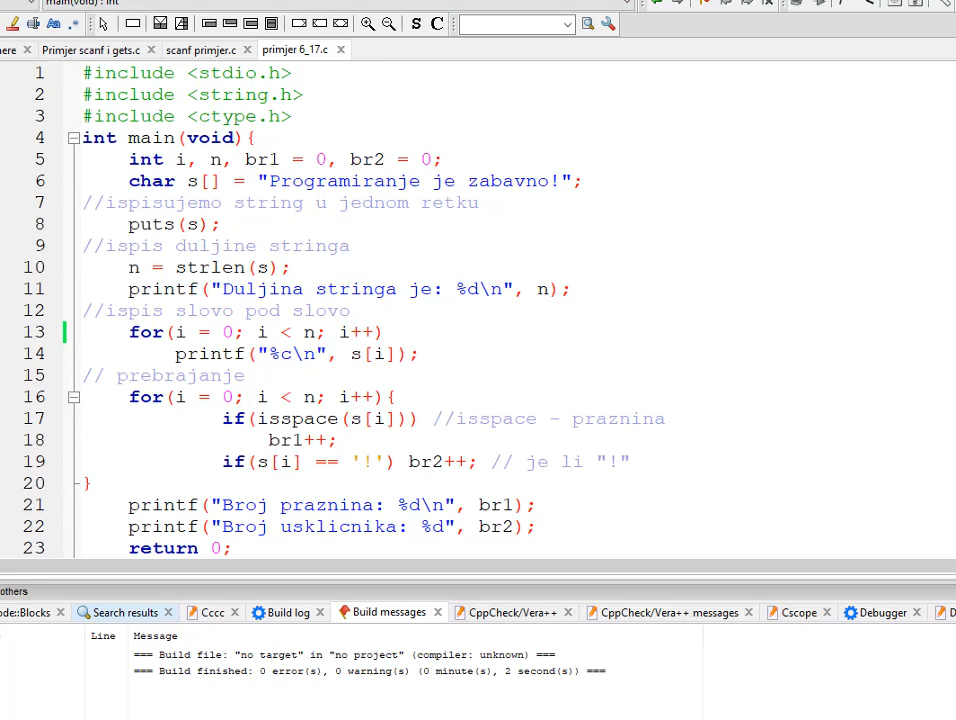 main(void) : int
Aa .*
S C
here Primjer scanf i gets.c scanf primjer.c primjer 6_17.c
1 #include <stdio.h>
2 #include <string.h>
3 #include <ctype.h>
4 int main(void){
5 int i, n, br1 = 0, br2 = 0;
6 char s[] = "Programiranje je zabavno!";
7 //ispisujemo string u jednom retku
8 puts(s);
9 //ispis duljine stringa
10 n = strlen(s);
11 printf("Duljina stringa je: %d\n", n);
12 //ispis slovo pod slovo
13 for(i = 0; i < n; i++)
14 printf("%c\n", s[i]);
15 // prebrajanje
16 for(i = 0; i < n; i++){
17 if(isspace(s[i])) //isspace - praznina
18 br1++;
19 if(s[i] == '!') br2++; // je li "!"
20 }
21 printf("Broj praznina: %d\n", br1);
22 printf("Broj usklicnika: %d", br2);
23 return 0;
others
ode::Blocks Search results Cccc Build log Build messages CppCheck/Vera++ CppCheck/Vera++ messages Cscope Debugger
Line Message
=== Build file: "no target" in "no project" (compiler: unknown) ===
=== Build finished: 0 error(s), 0 warning(s) (0 minute(s), 2 second(s)) ===